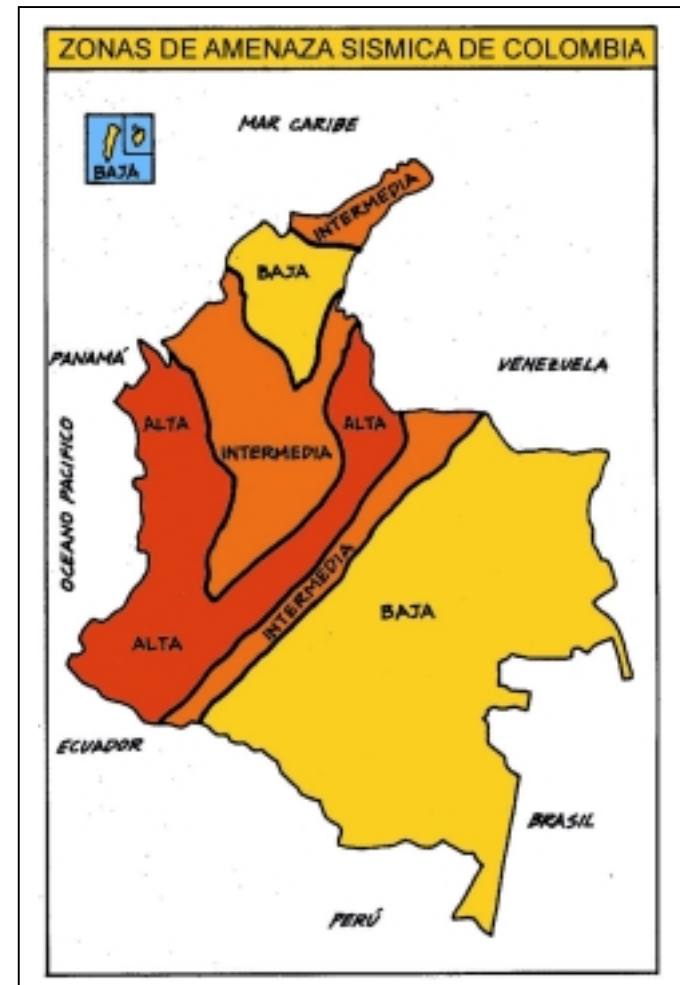 ZONAS DE AMENAZA SISMICA DE COLOMBIA
MAR CARIBE
BAJA
INTERMEDIA
BAJA
PANAMÁ
VENEZUELA
ALTA
ALTA
INTERMEDIA
OCEANO PACIFICO
INTERMEDIA
BAJA
ALTA
ECUADOR
BRASIL
PERÚ